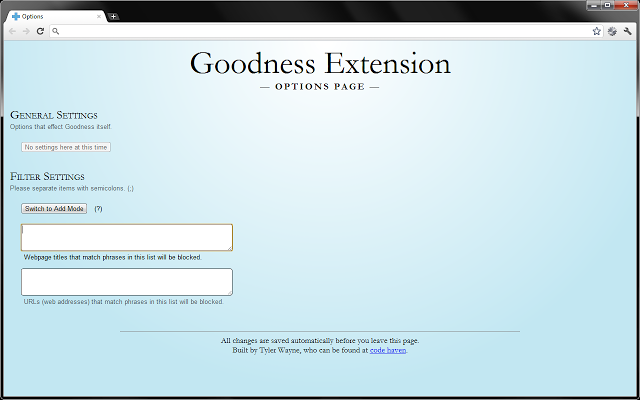 Options
Goodness Extension
— OPTIONS PAGE —
GENERAL SETTINGS
Options that effect Goodness itself.
No settings here at this time
FILTER SETTINGS
Please separate items with semicolons. (;)
Switch to Add Mode (?)
Webpage titles that match phrases in this list will be blocked.
URLs (web addresses) that match phrases in this list will be blocked.
All changes are saved automatically before you leave this page.
Built by Tyler Wayne, who can be found at code haven.